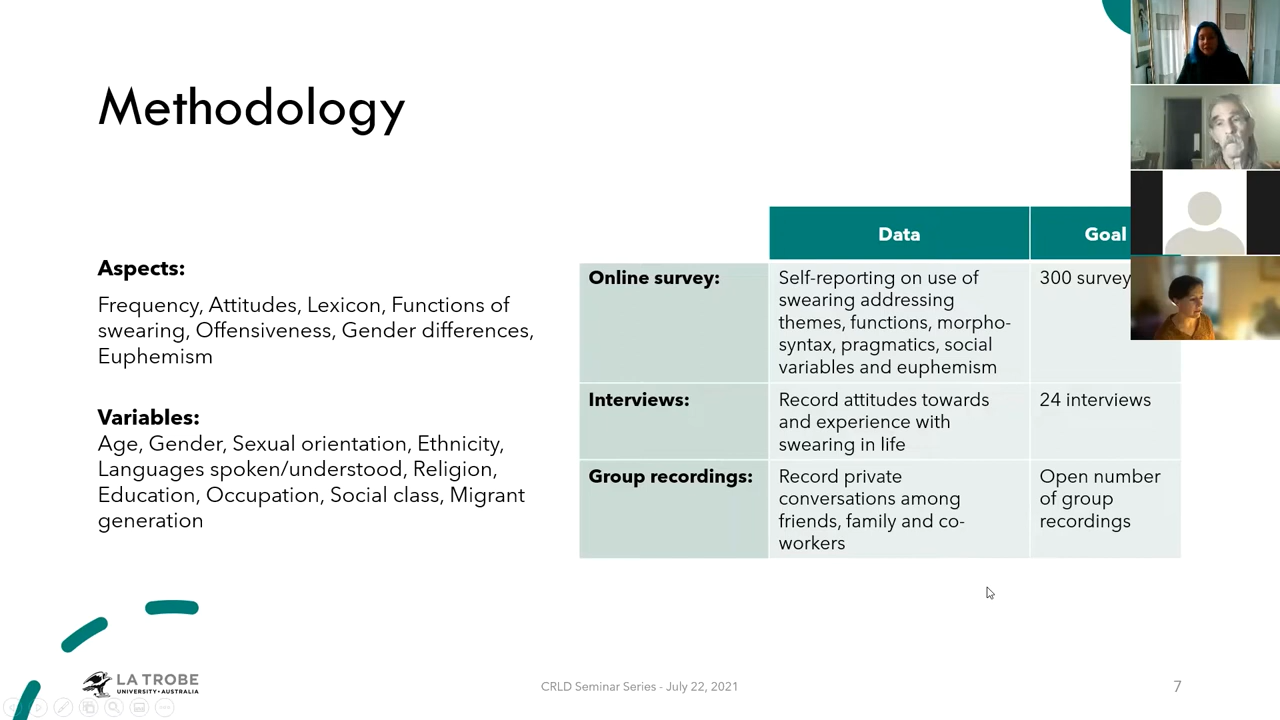 Methodology
Aspects:
Frequency, Attitudes, Lexicon, Functions of
swearing, Offensiveness, Gender differences,
Euphemism
Variables:
Age, Gender, Sexual orientation, Ethnicity,
Languages spoken/understood, Religion,
Education, Occupation, Social class, Migrant
generation
Data
Goal
Online survey:
Self-reporting on use of
swearing addressing
themes, functions, morpho-
syntax, pragmatics, social
variables and euphemism
300 survey
Interviews:
Record attitudes towards
and experience with
swearing in life
24 interviews
Group recordings:
Record private
conversations among
friends, family and co-
workers
Open number
of group
recordings
LA TROBE
UNIVERSITY • AUSTRALIA
CRLD Seminar Series - July 22, 2021
7